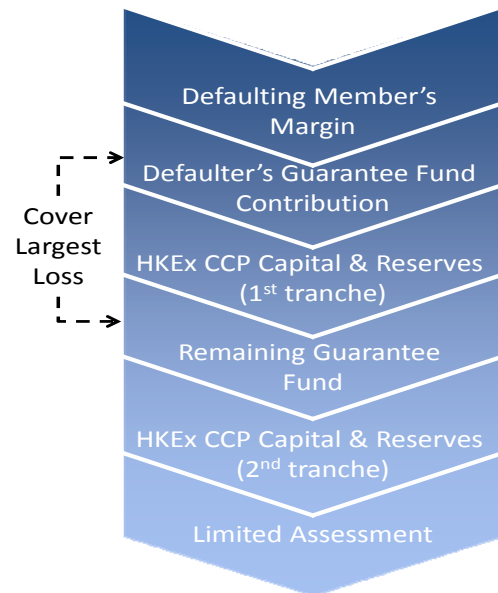 Defaulting Member's
Margin
Defaulter's Guarantee Fund
Contribution
Cover
Largest
Loss
HKEx CCP Capital & Reserves
(1st tranche)
Remaining Guarantee
Fund
HKEx CCP Capital & Reserves
(2nd tranche)
Limited Assessment